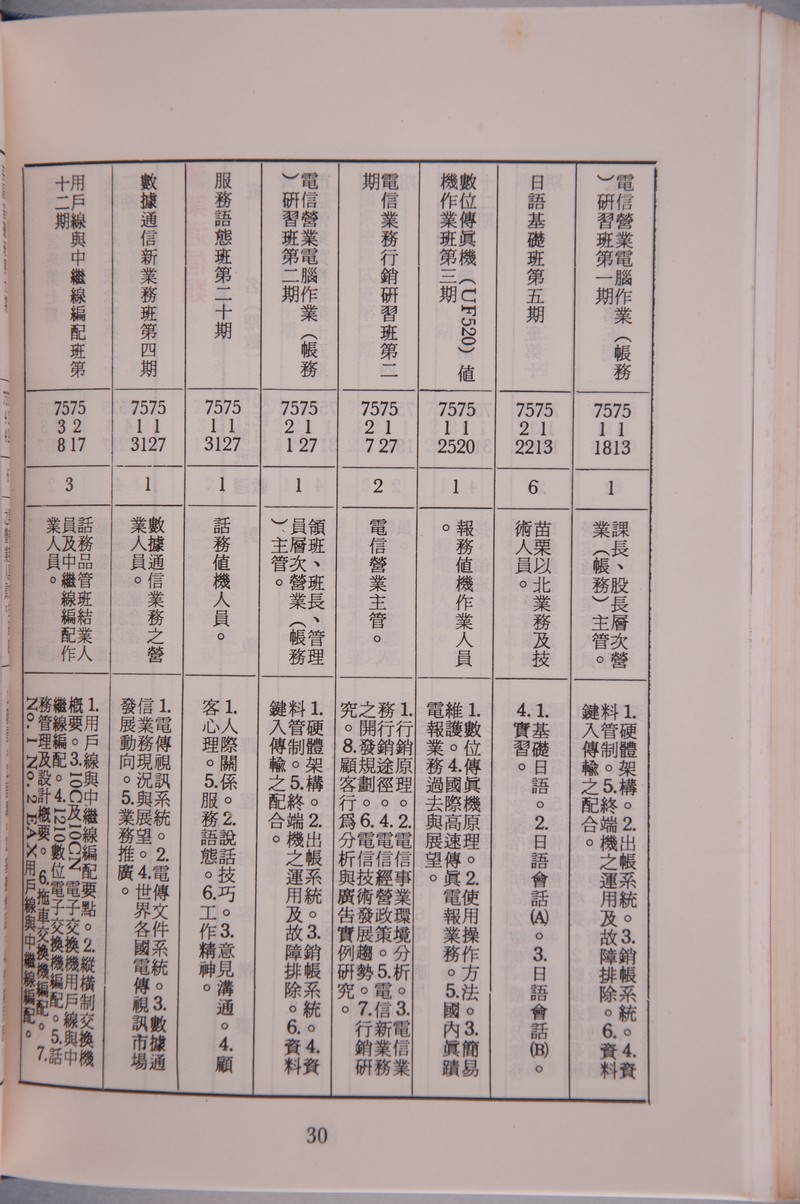 電信營業電腦作業（帳務
）研習班第一期
7575
1 1
1813
1
課長、股長層次營
業（帳務）主管。
1.硬體架構。2.出帳系統。3.銷帳系統。4.資
料管制。5.終端機之運用及故障排除。6.資料
鍵入傳輸之配合。
日語基礎班第五期
7575
2 1
2213
6
苗栗以北業務及技
術人員。
1.基礎日語。2.日語會話(A)。3.日語會話(B)。
4.實習。
數位傳眞機（UF520）值
機作業班第三期
7575
1 1
2520
1
報務值機作業人員
。
1.數位傳眞機原理。2.使用操作方法。3.簡易
維護。4.國際高速傳眞電報業務。5.國內眞蹟
電報業務過去與展望。
電信業務行銷研習班第二
期
7575
2 1
7 27
2
電信營業主管。
1.行銷原理。2.電信事業環境分析。3.電信業
務行銷途徑。4.電信經營政策。5.電信新業務
之開發規劃。6.電信技術發展趨勢。7.行銷研
究。8.顧客行爲分析與廣告實例研究。
電信營業電腦作業（帳務
）研習班第二期
7575
2 1
1 27
1
領班、班長、管理
員層次營業（帳務
）主管。
1.硬體架構。2.出帳系統。3.銷帳系統。4.資
料管制。5.終端機之運用及故障排除。6.資料
鍵入傳輸之配合。
服務語態班第二十期
7575
1 1
3127
1
話務值機人員。
1.人際關係。2.說話技巧。3.意見溝通。4.顧
客心理。5.服務語態。6.工作精神。
數據通信新業務班第四期
7575
1 1
3127
1
數據通信業務之營
業人員。
1.電傳視訊系統。2.電傳文件系統。3.數據通
信業務現況與展望。4.世界各國電傳視訊市場
發展動向。5.業務推廣。
用戶線與中繼線編配班第
十二期
7575
3 2
8 17
3
話務品管班結業人
員及中繼線編配作
業人員。
1.用戶線與中繼線編配要點。2.縱橫制交換機
概要。3.10C及10CN電子交換機用戶線與中
繼線編配。4.1210數位電子交換機編配。5.話
務管理及設計概要。6.拖車交換機編配。7.
No. 1 No. 2 EAX用戶線與中繼線編配。
30